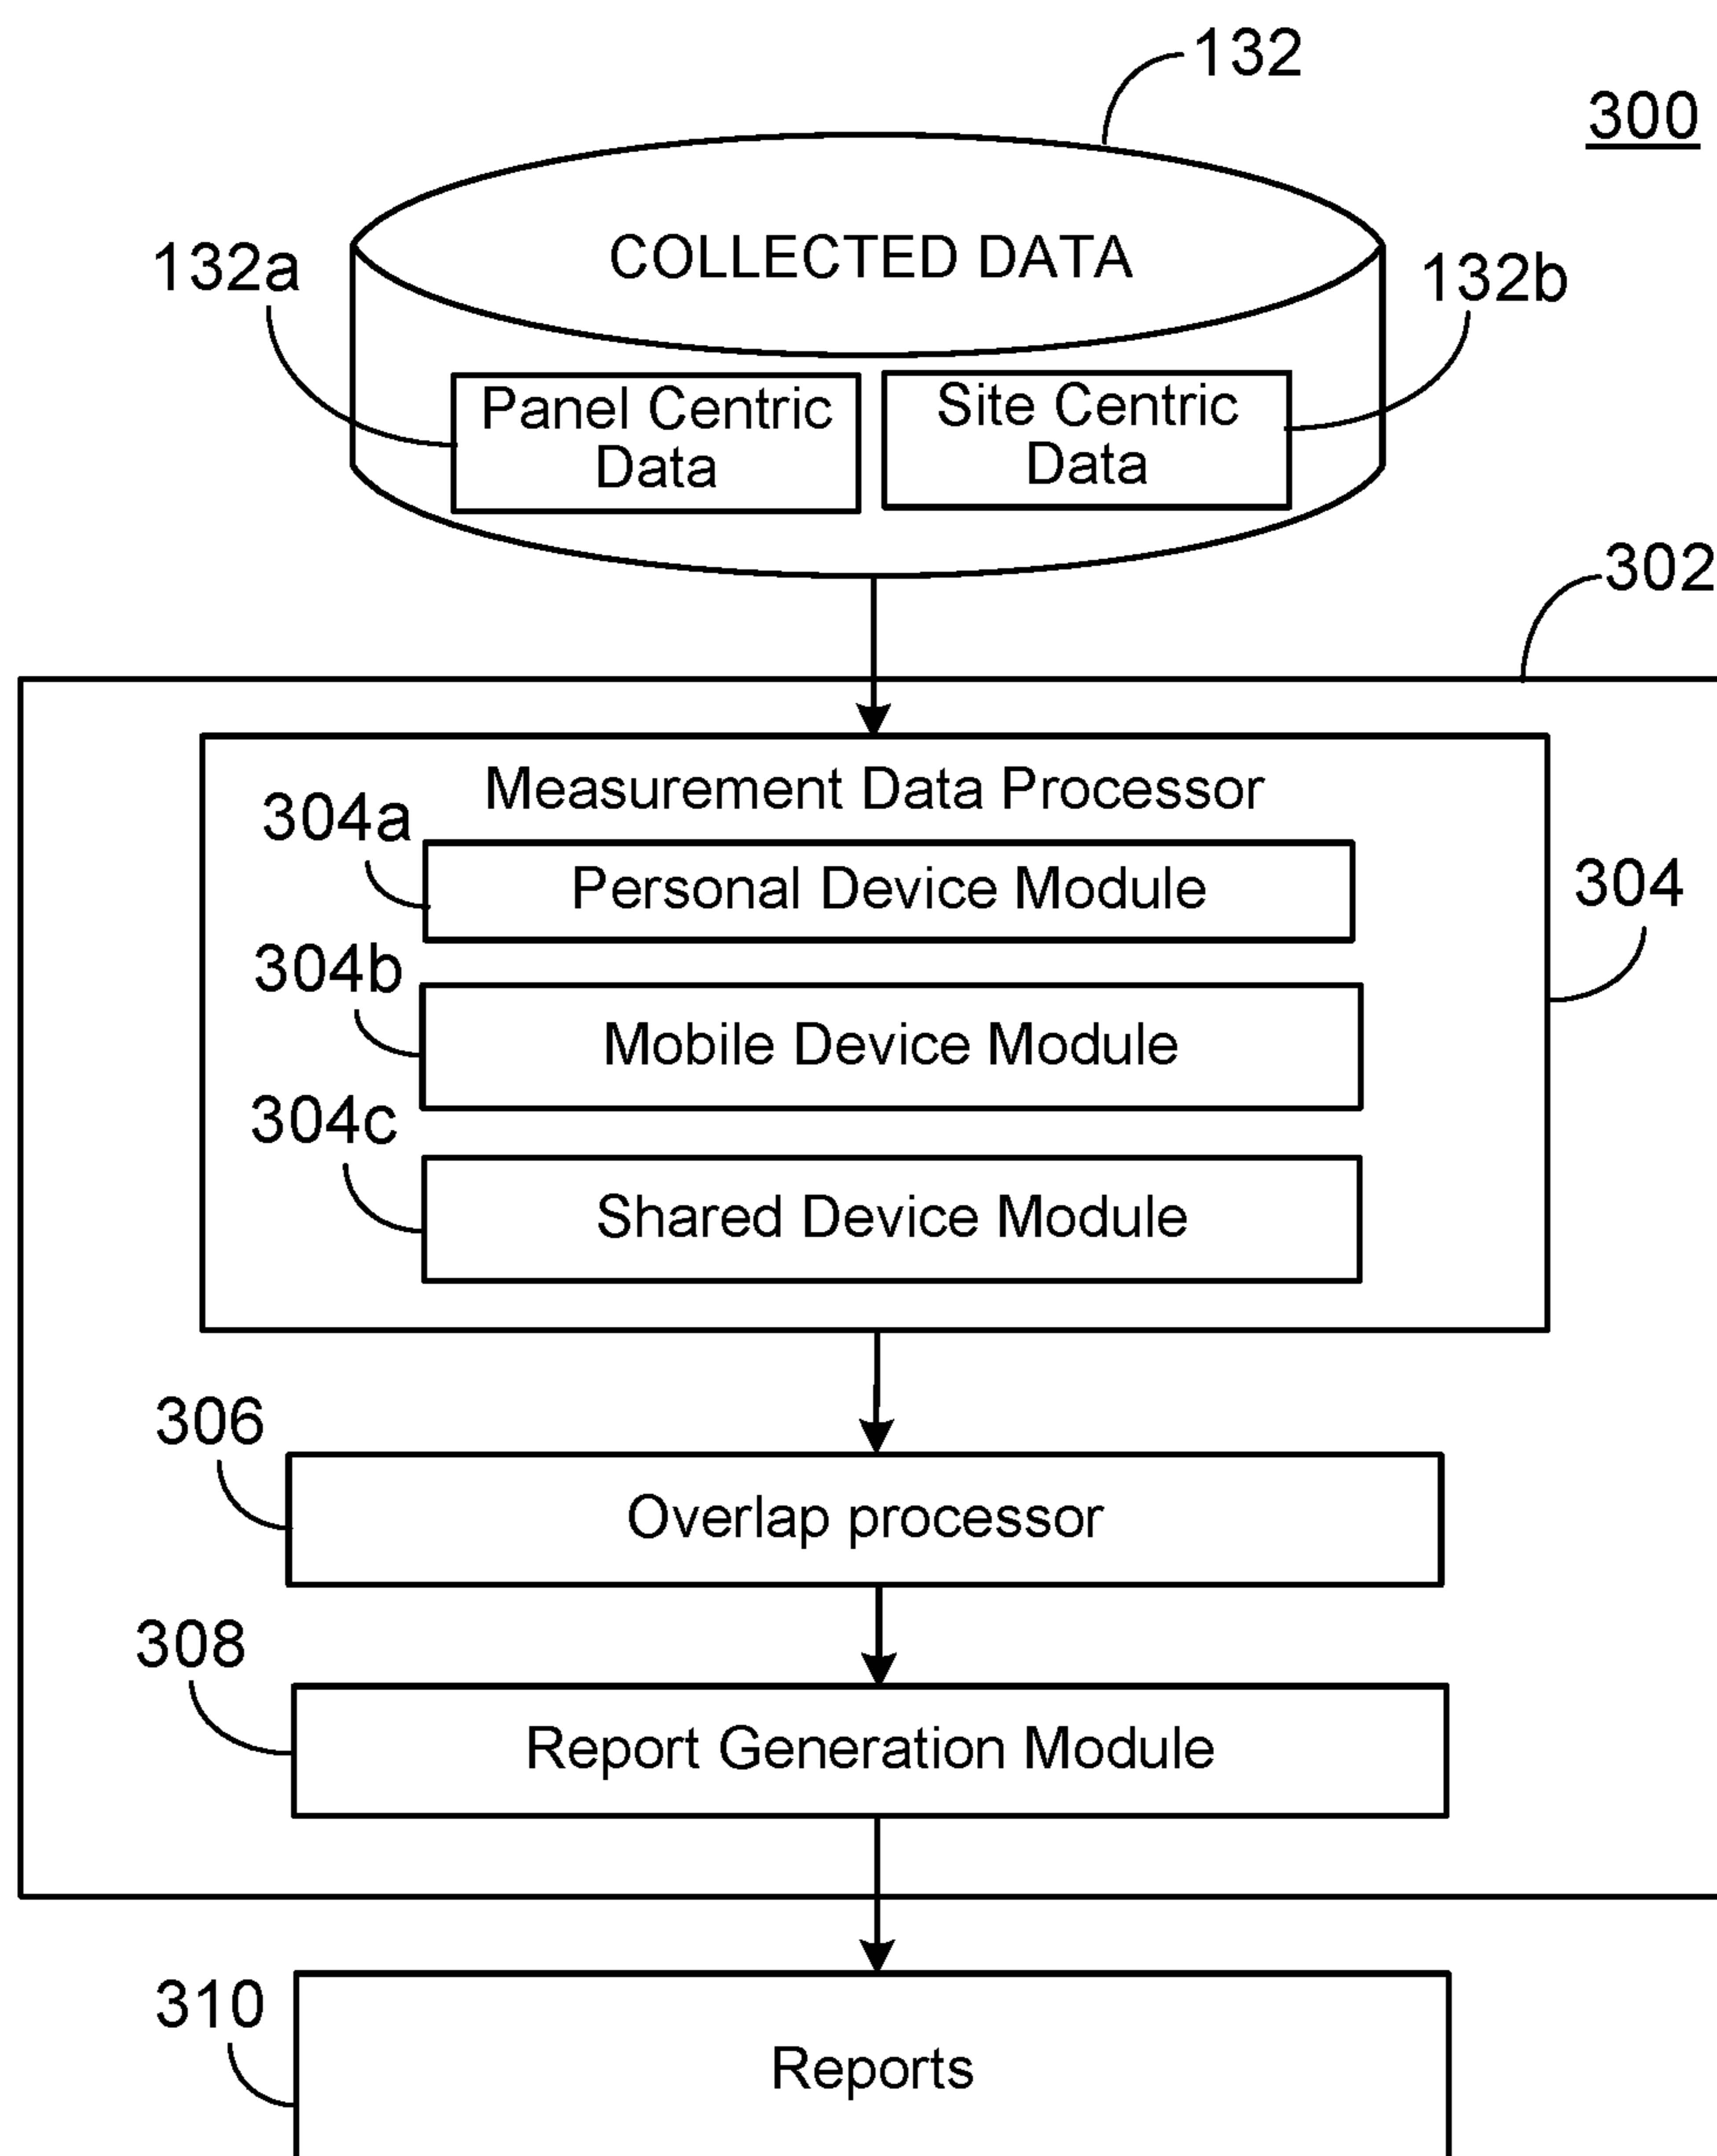 132
300
COLLECTED DATA
132a
132b
Panel Centric
Data
Site Centric
Data
302
Measurement Data Processor
304a
Personal Device Module
304
304b
Mobile Device Module
304c
Shared Device Module
306
Overlap processor
308
Report Generation Module
310
Reports